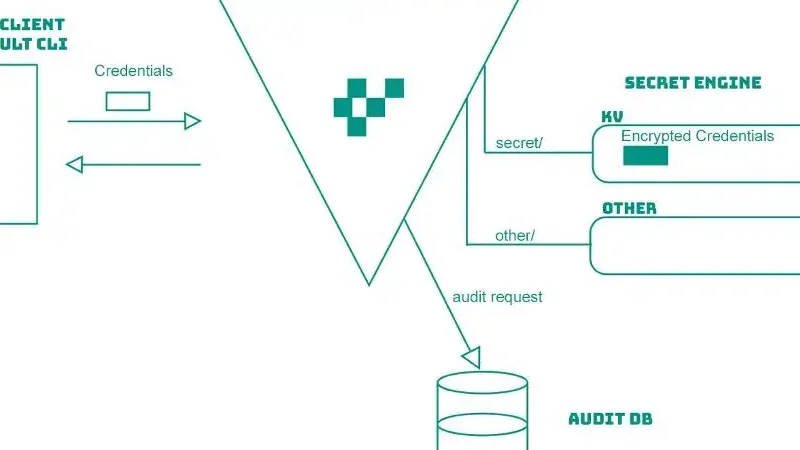 CLIENT
ULT CLI
Credentials
SECRET ENGINE
KV
Encrypted Credentials
secret/
OTHER
other/
audit request
AUDIT DB